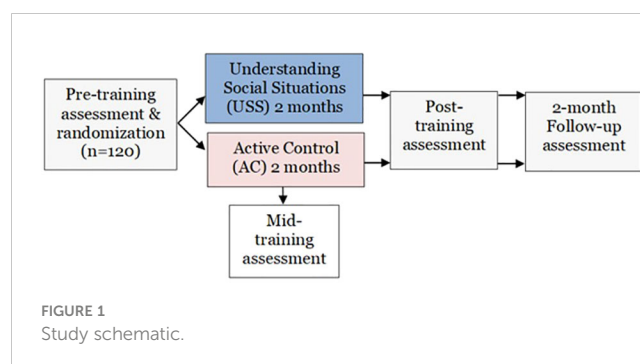 Pre-training
assessment &
randomization
(n=120)
Understanding
Social Situations
(USS) 2 months
Active Control
(AC) 2 months
Mid-
training
assessment
Post-
training
assessment
2-month
Follow-up
assessment
FIGURE 1
Study schematic.